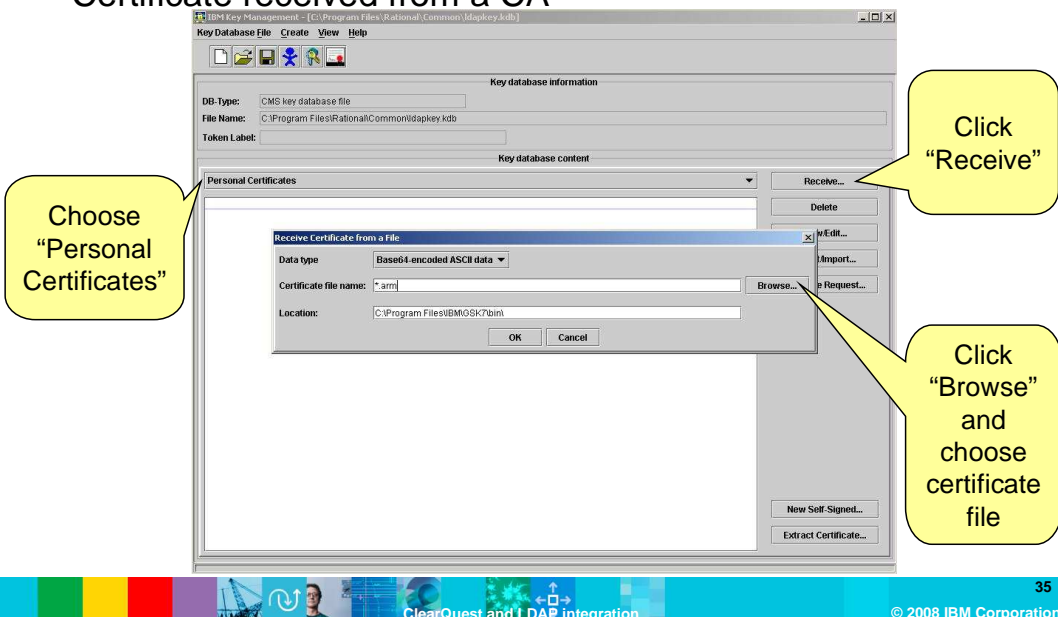 Certificate received from a CA
IBM Key Management - [C:\Program Files\Rational\Common\ldapkey.kdb]
Key Database File Create View Help
Key database information
DB-Type: CMS key database file
File Name: C:\Program Files\Rational\Common\ldapkey.kdb
Token Label:
Key database content
Personal Certificates
Receive...
Delete
w/Edit...
t/Import...
e Request...
Receive Certificate from a File
Data type Base64-encoded ASCII data
Certificate file name: *.arm Browse...
Location: C:\Program Files\IBM\GSK7\bin\
OK Cancel
New Self-Signed...
Extract Certificate...
Choose
“Personal
Certificates”
Click
“Receive”
Click
“Browse”
and
choose
certificate
file
35
ClearQuest and LDAP integration
© 2008 IBM Corporation